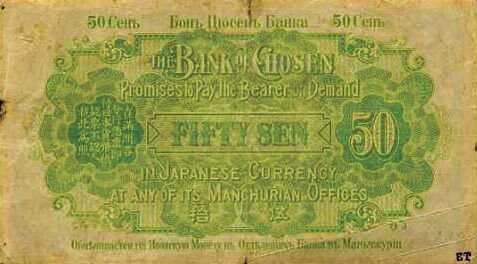 50 Сенъ Бонъ Ціосенъ Банка 50 Сенъ
THE BANK OF CHOSEN
Promises to Pay the Bearer on Demand
FIFTY SEN
50
IN JAPANESE CURRENCY
AT ANY OF ITS MANCHURIAN OFFICES
拾 五
Обмѣнивается на Японскую Монету въ Отдѣленіяхъ Банка въ Маньчжуріи
ET